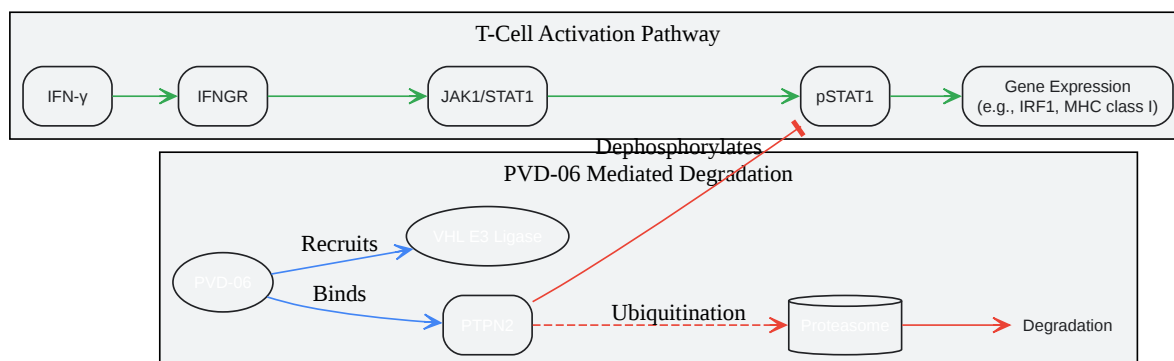 T-Cell Activation Pathway
IFN-γ
IFNGR
JAK1/STAT1
pSTAT1
Gene Expression
(e.g., IRF1, MHC class I)
Dephosphorylates
PVD-06 Mediated Degradation
Recruits
VHL E3 Ligase
PVD-06
Binds
PTPN2
Ubiquitination
Proteasome
Degradation